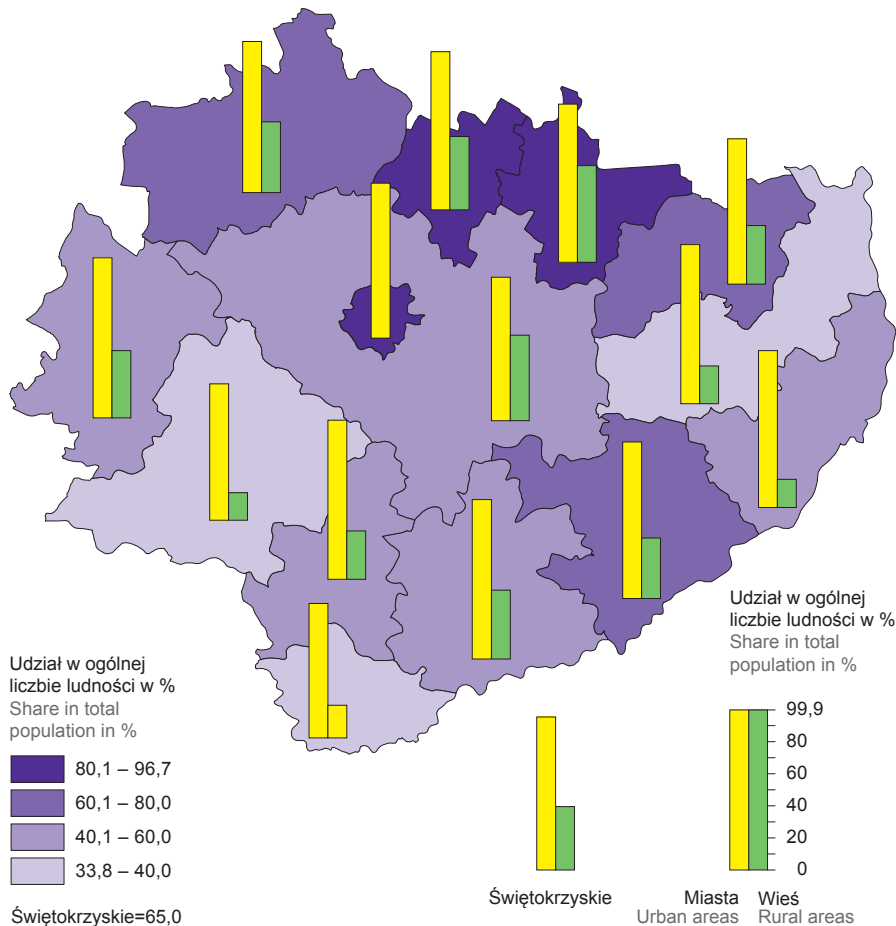 Udział w ogólnej
liczbie ludności w %
Share in total
population in %
80,1 – 96,7
60,1 – 80,0
40,1 – 60,0
33,8 – 40,0
Świętokrzyskie=65,0
Świętokrzyskie
Udział w ogólnej
liczbie ludności w %
Share in total
population in %
99,9
80
60
40
20
0
Miasta Wieś
Urban areas Rural areas